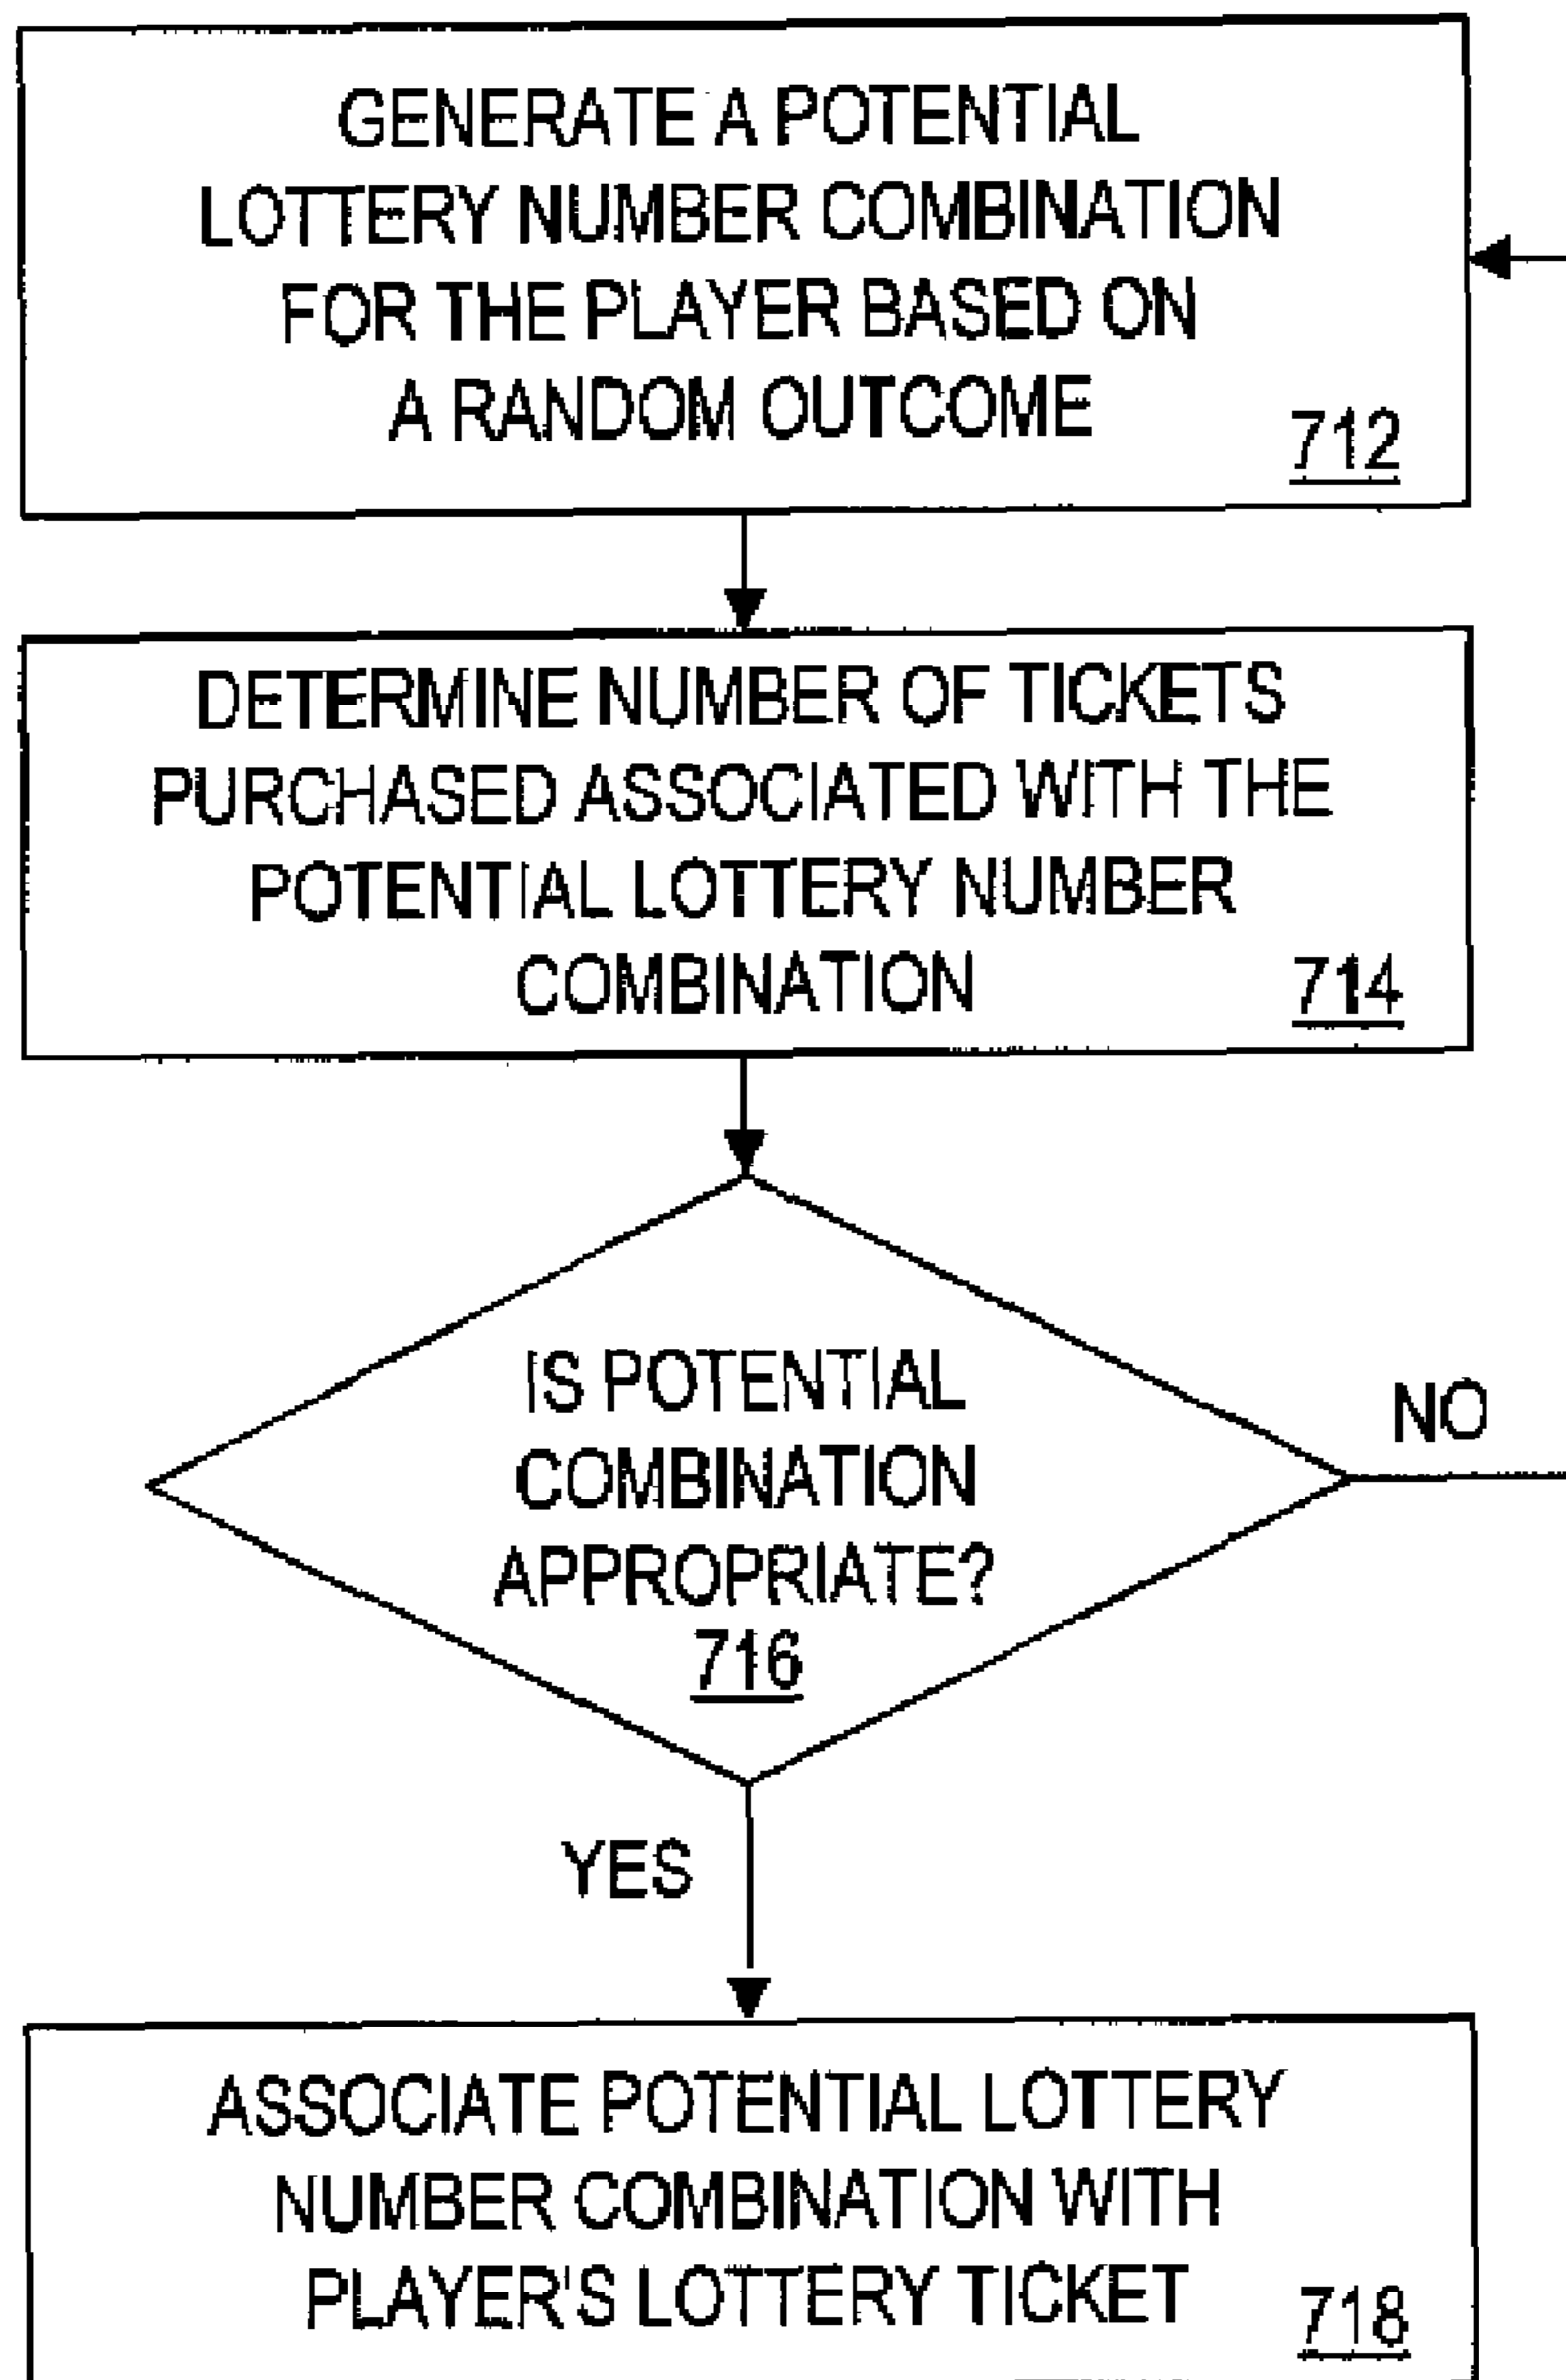 GENERATE A POTENTIAL
LOTTERY NUMBER COMBINATION
FOR THE PLAYER BASED ON
A RANDOM OUTCOME
712
DETERMINE NUMBER OF TICKETS
PURCHASED ASSOCIATED WITH THE
POTENTIAL LOTTERY NUMBER
COMBINATION
714
IS POTENTIAL
COMBINATION
APPROPRIATE?
716
NO
YES
ASSOCIATE POTENTIAL LOTTERY
NUMBER COMBINATION WITH
PLAYER'S LOTTERY TICKET
718